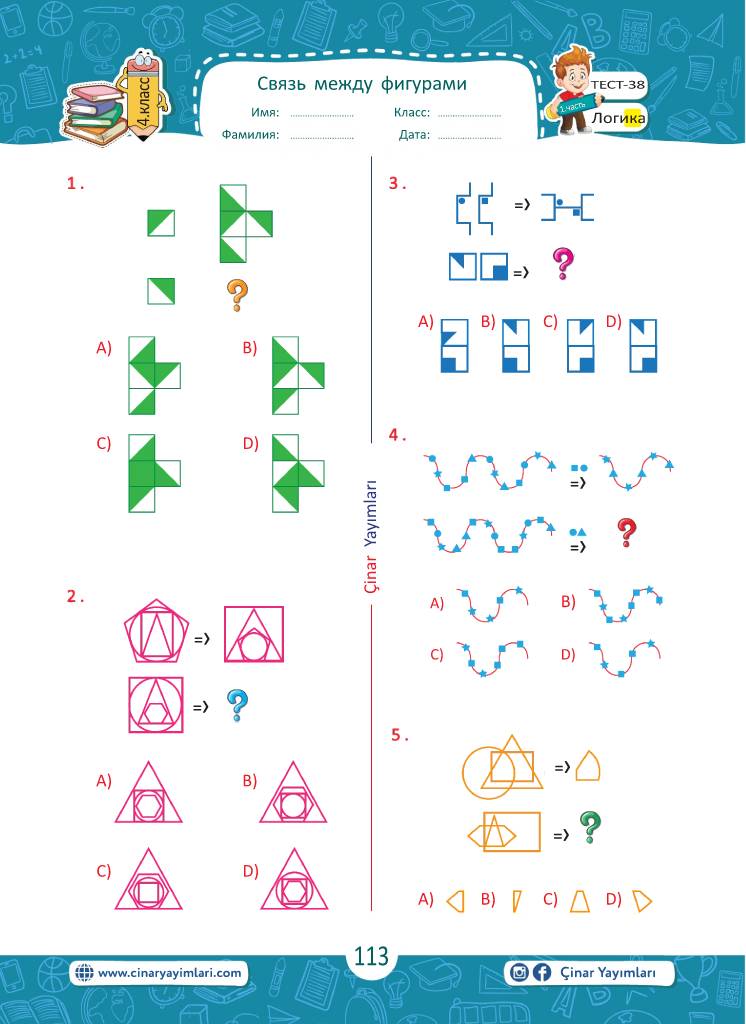 4.класс
Связь между фигурами
Имя: Класс:
Фамилия: Дата:
ТЕСТ-38
1.часть
Логика
1.
?
A) B)
C) D)
2.
=>
=> ?
A) B)
C) D)
Çinar Yayımları
3.
=>
=> ?
A) B) C) D)
4.
=>
=> ?
A) B)
C) D)
5.
=>
=> ?
A) B) C) D)
113
www.cinaryayimlari.com
Çınar Yayımları